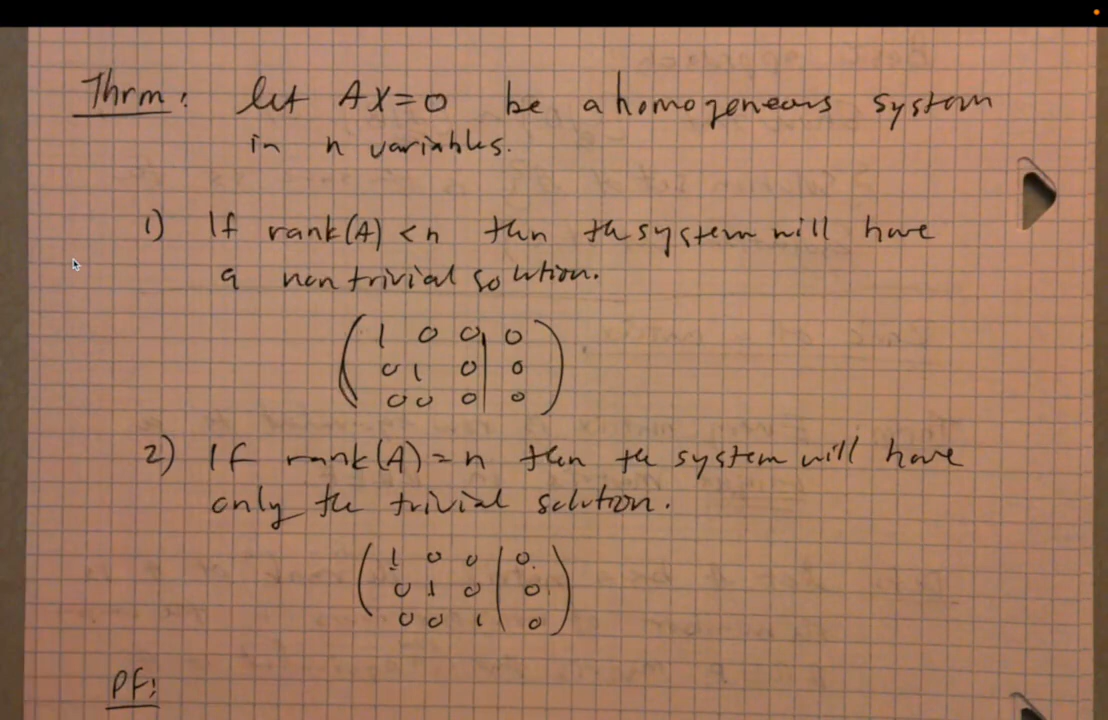 Thrm: let AX=0 be a homogeneous system
in n variables.
1) If rank(A) <n then the system will have
a non trivial solution.
( 1 0 0 | 0 )
( 0 1 0 | 0 )
( 0 0 0 | 0 )
2) If rank(A)=n then the system will have
only the trivial solution.
( 1 0 0 | 0 )
( 0 1 0 | 0 )
( 0 0 1 | 0 )
PF: